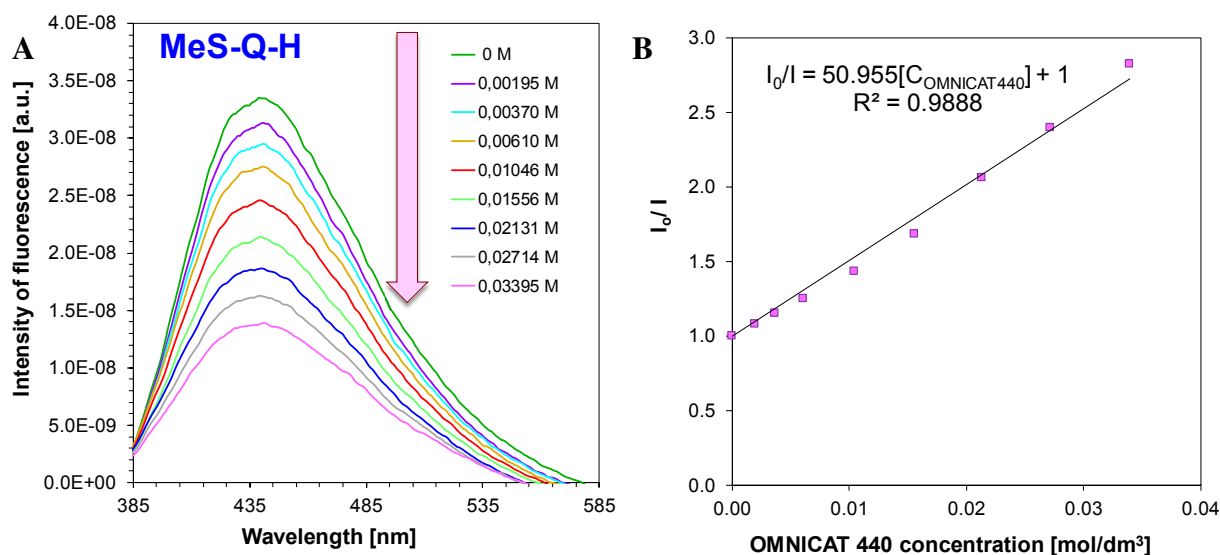 A
MeS-Q-H
4.0E-08
3.5E-08
3.0E-08
2.5E-08
2.0E-08
1.5E-08
1.0E-08
5.0E-09
0.0E+00
Intensity of fluorescence [a.u.]
0 M
0,00195 M
0,00370 M
0,00610 M
0,01046 M
0,01556 M
0,02131 M
0,02714 M
0,03395 M
385 435 485 535 585
Wavelength [nm]
B
I₀/I = 50.955[C_OMNICAT440] + 1
R² = 0.9888
3.0
2.5
2.0
1.5
1.0
0.5
0.0
Iₒ/ I
0.00 0.01 0.02 0.03 0.04
OMNICAT 440 concentration [mol/dm³]